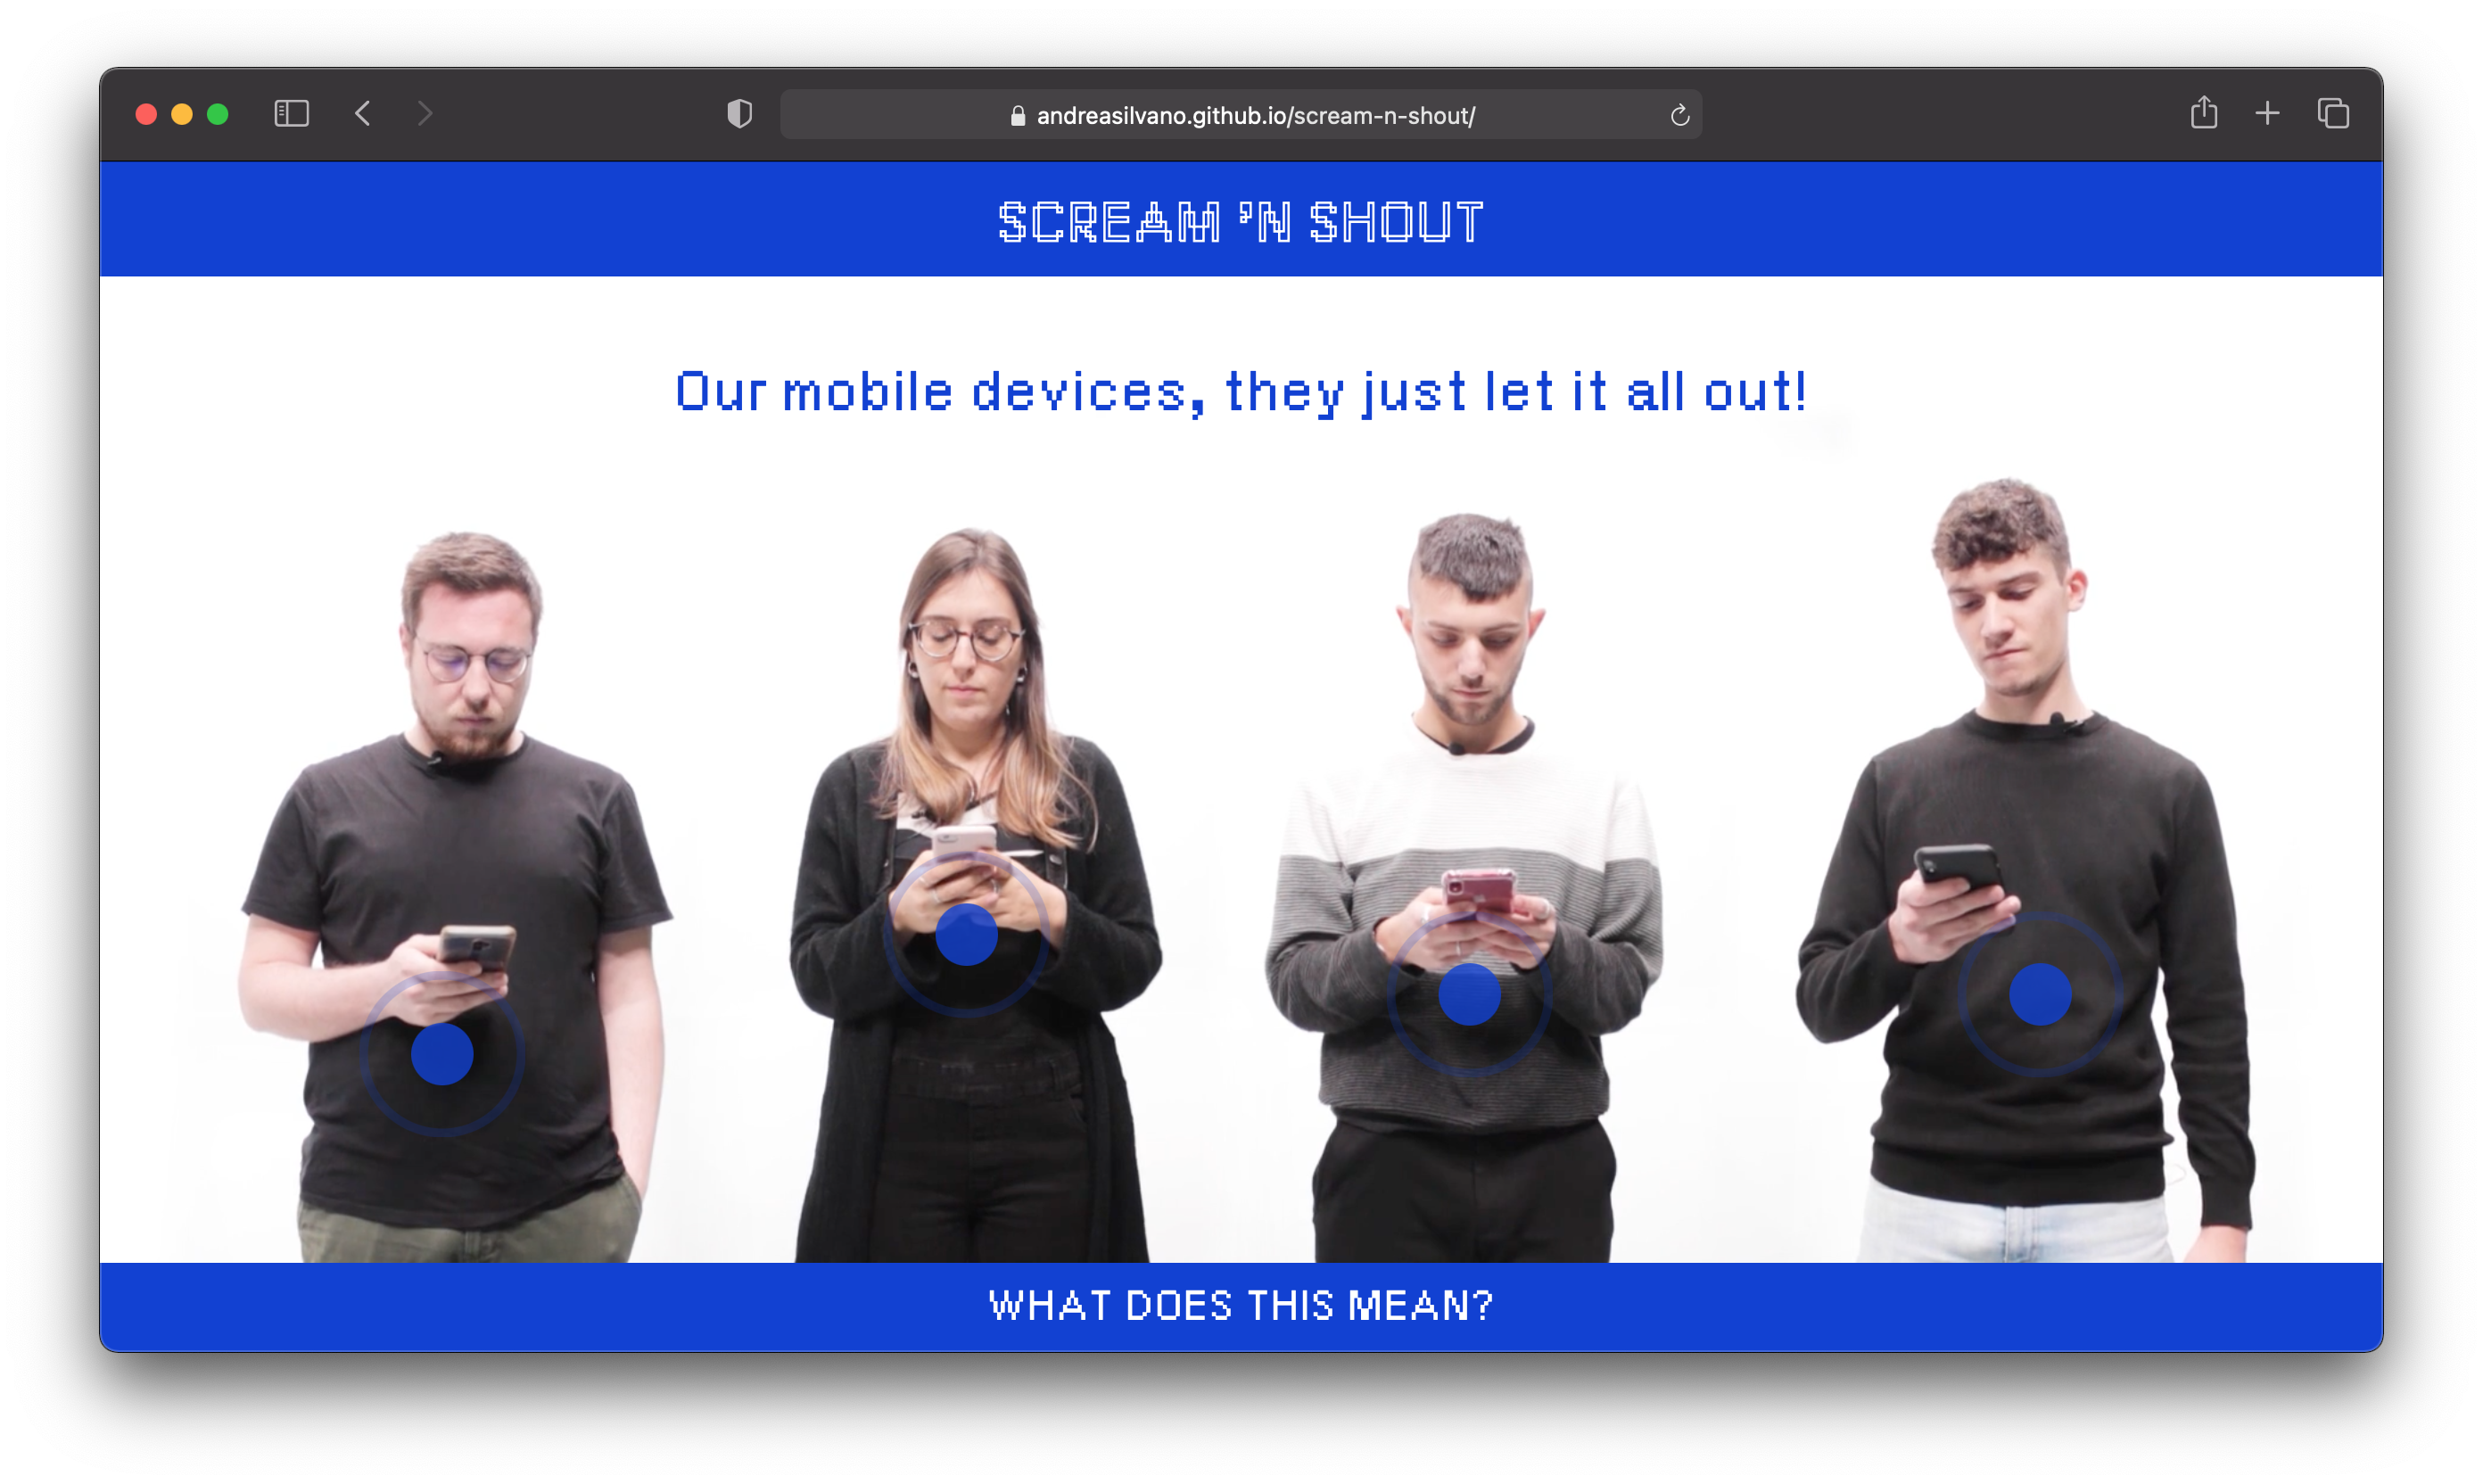 andreasilvano.github.io/scream-n-shout/
SCREAM 'N SHOUT
Our mobile devices, they just let it all out!
WHAT DOES THIS MEAN?